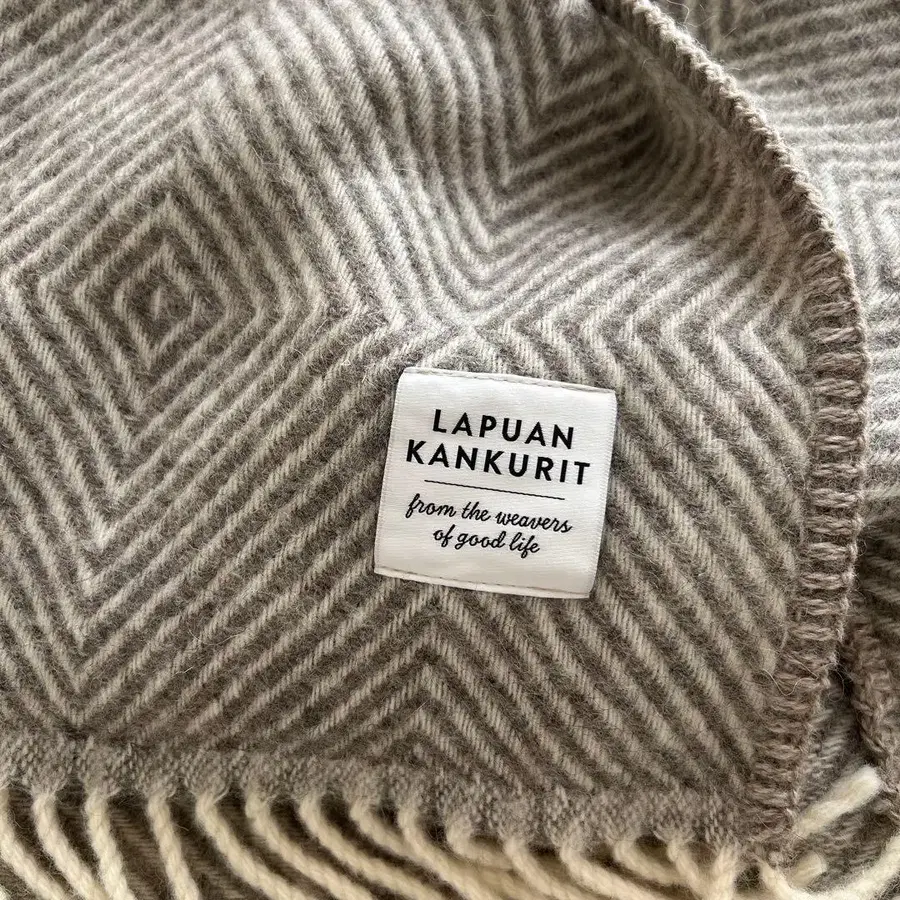 LAPUAN
KANKURIT
from the weavers
of good life